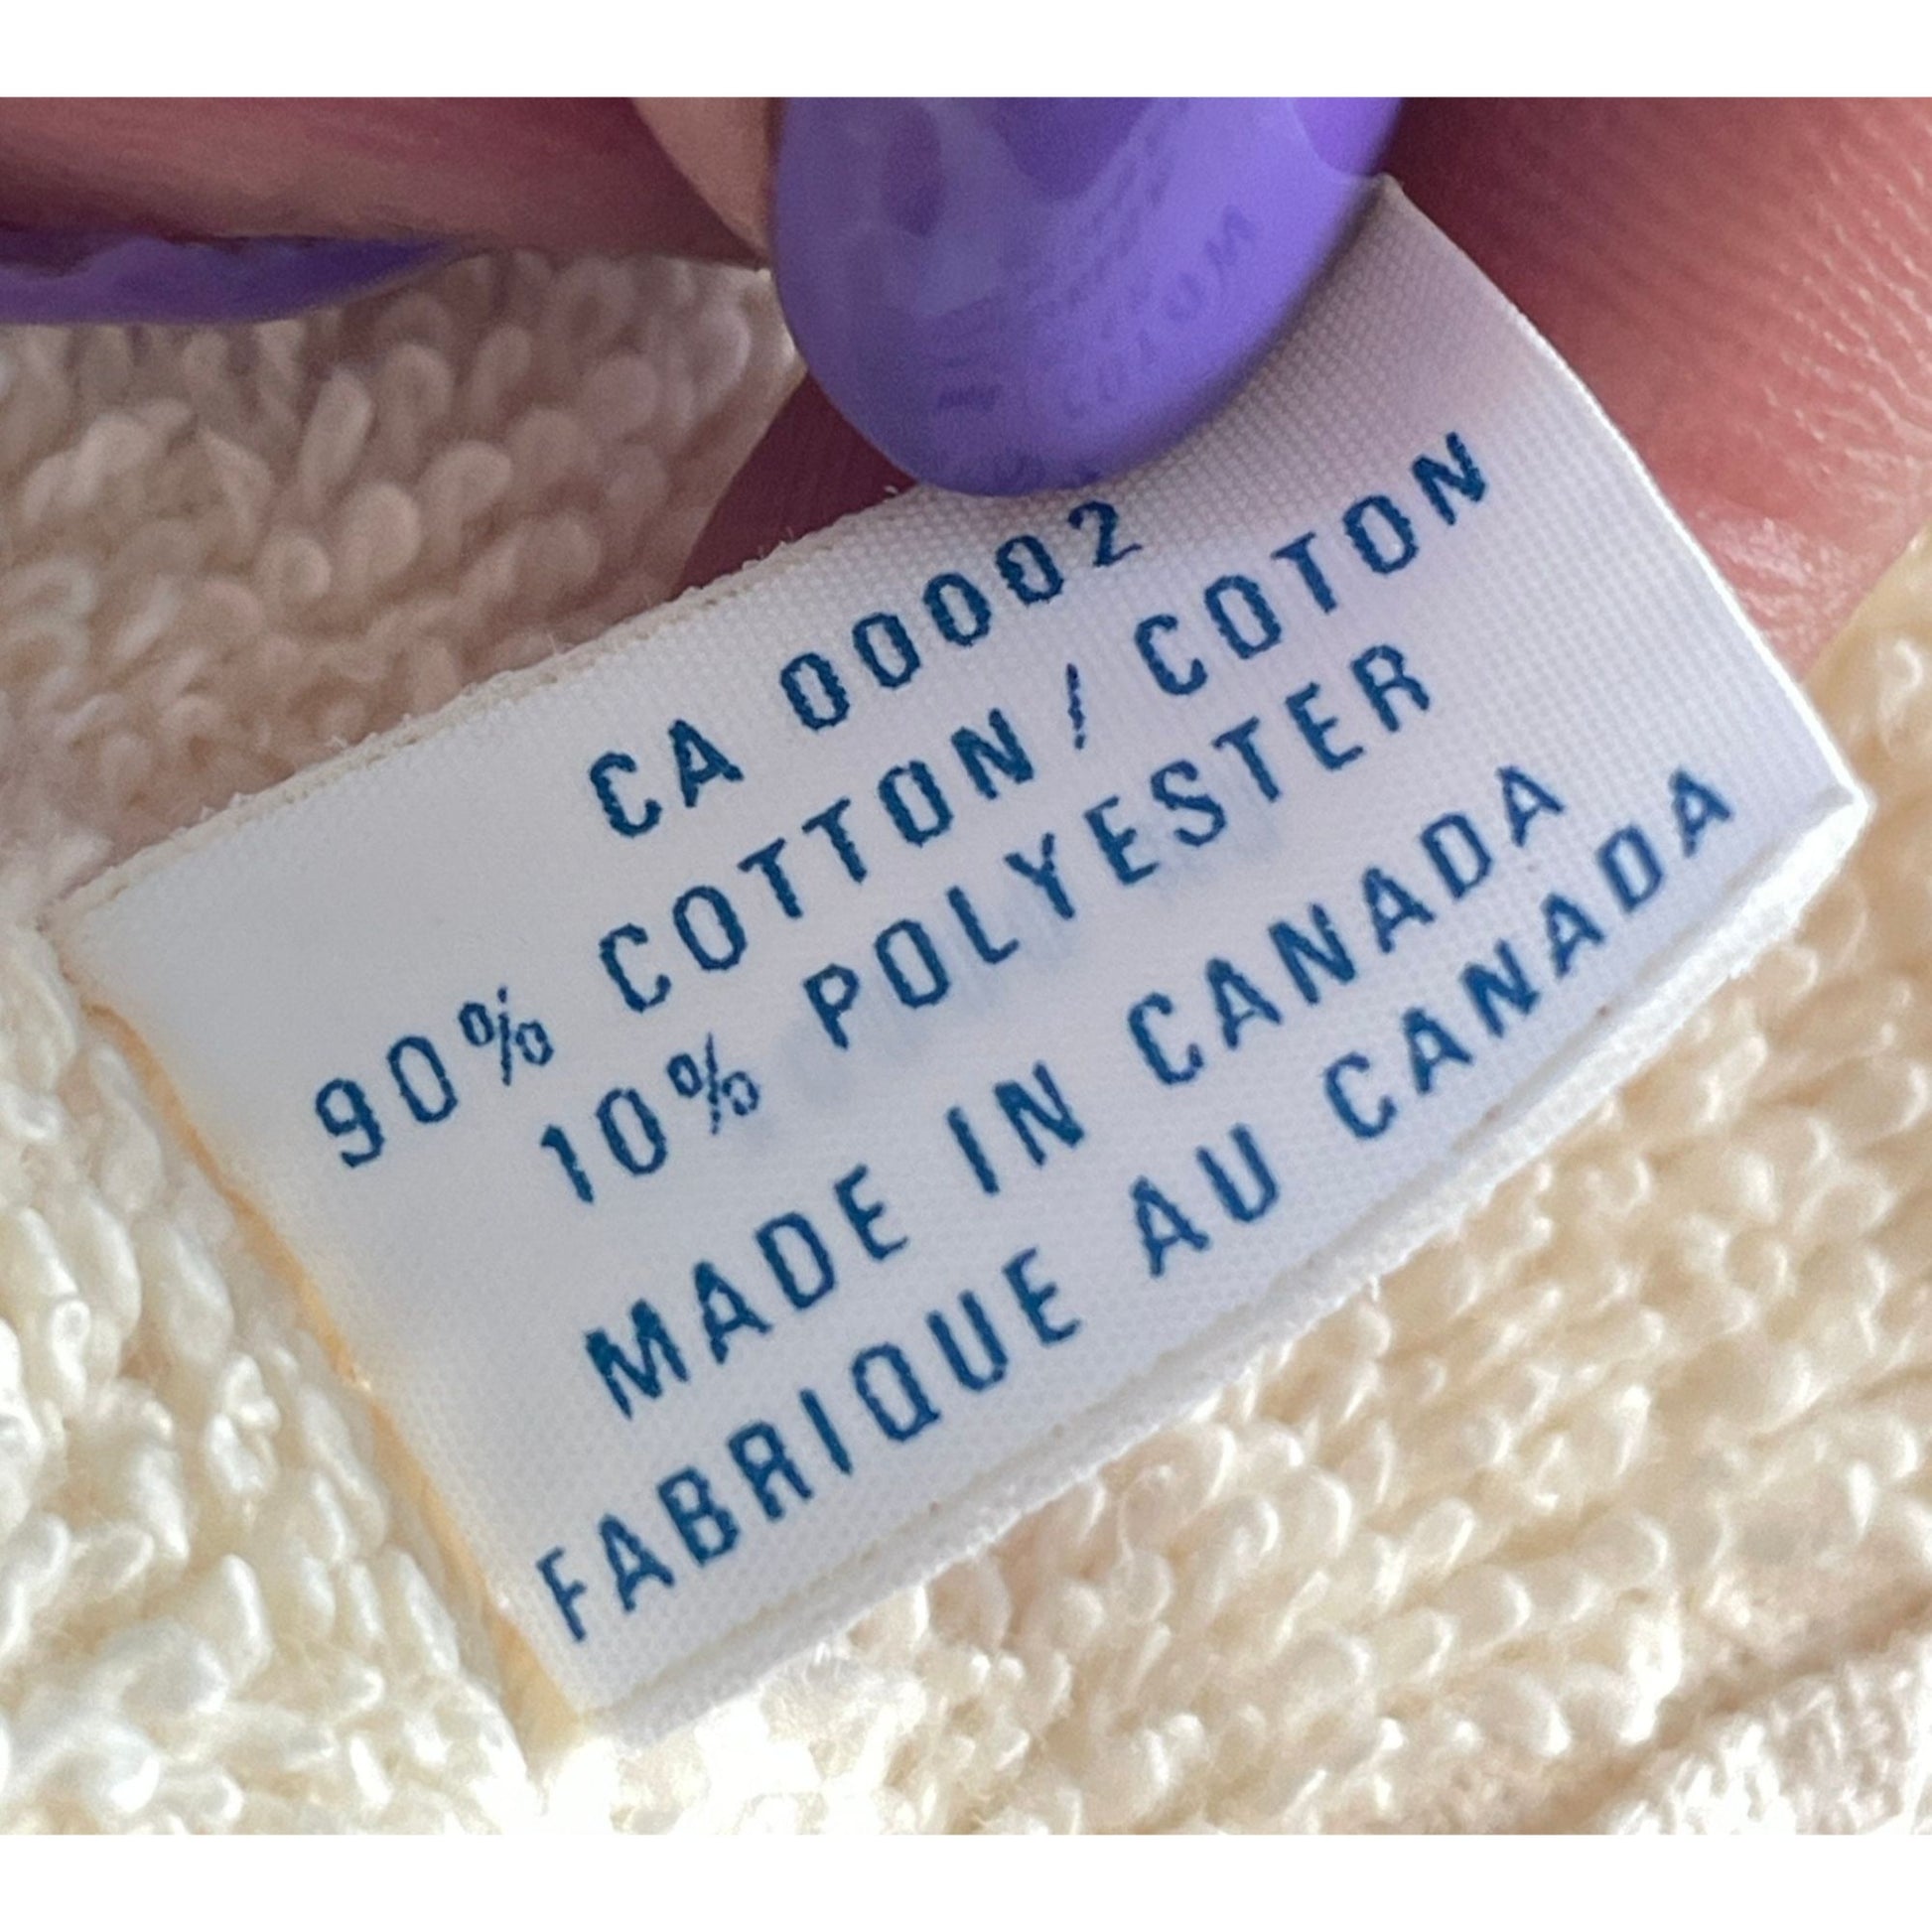 CA 00002
90% COTTON / COTON
10% POLYESTER
MADE IN CANADA
FABRIQUE AU CANADA